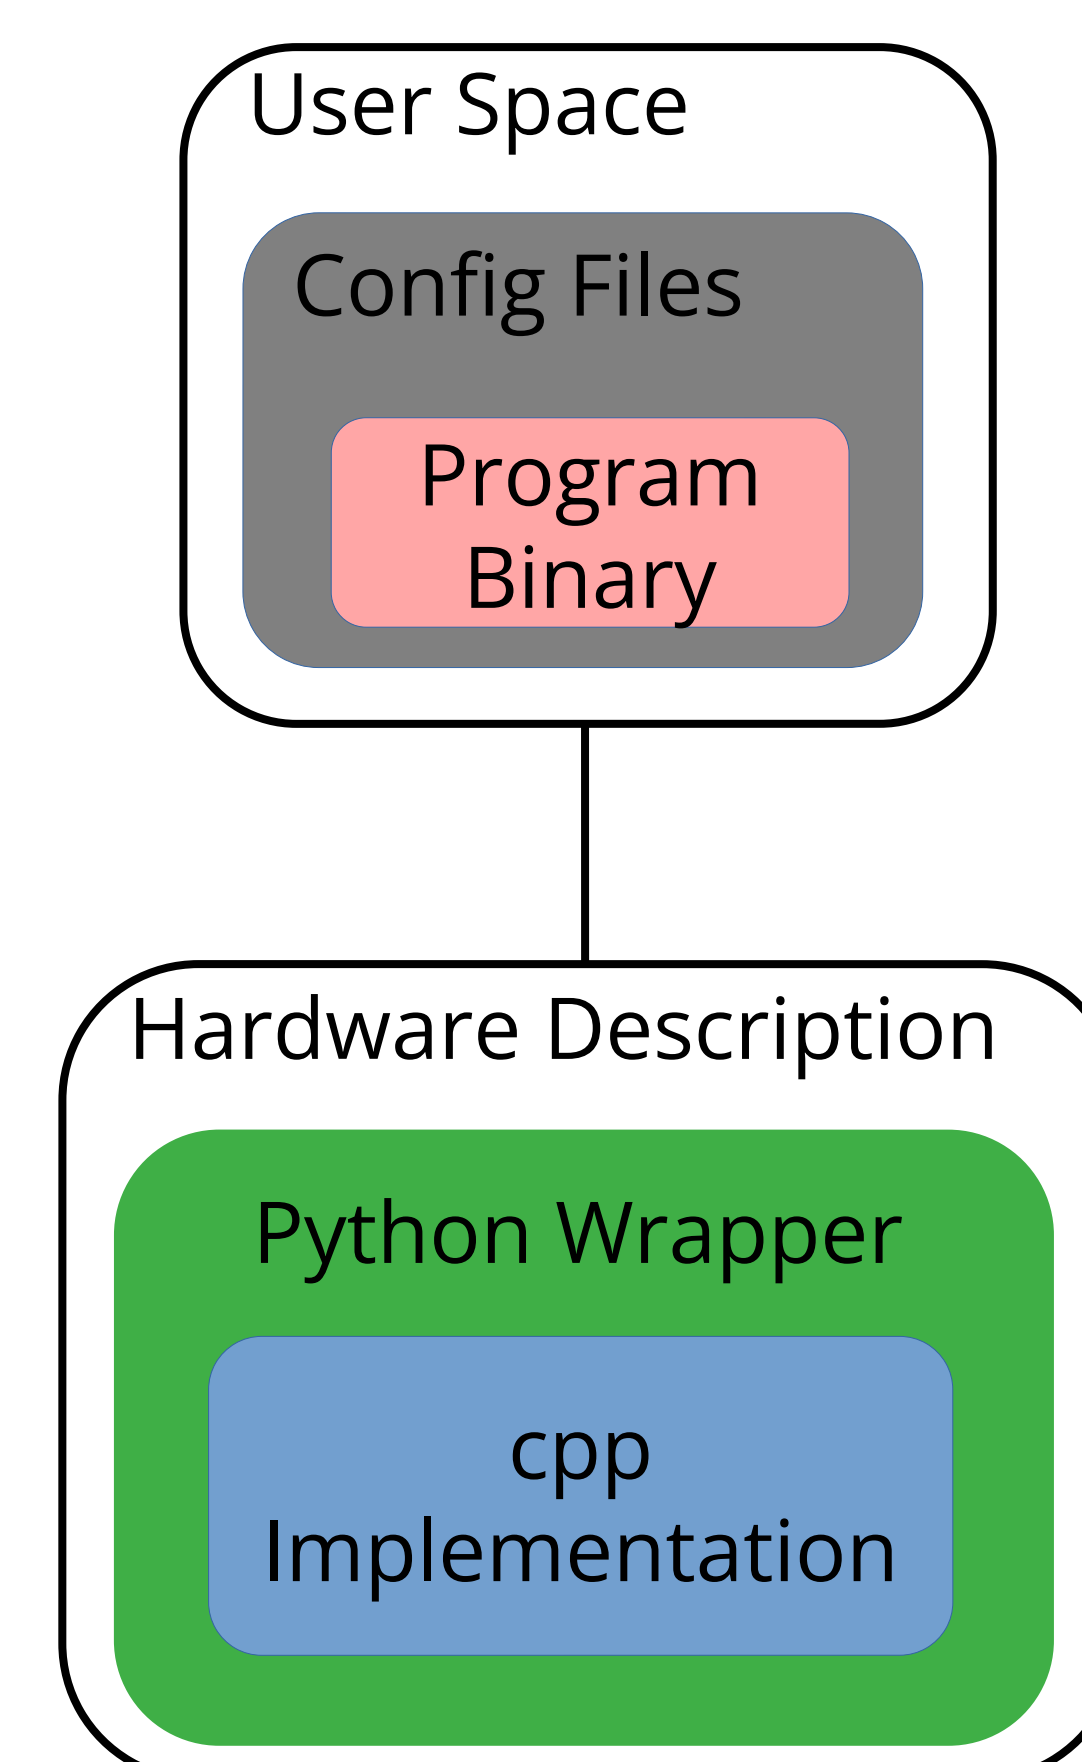 User Space
Config Files
Program
Binary
Hardware Description
Python Wrapper
cpp
Implementation